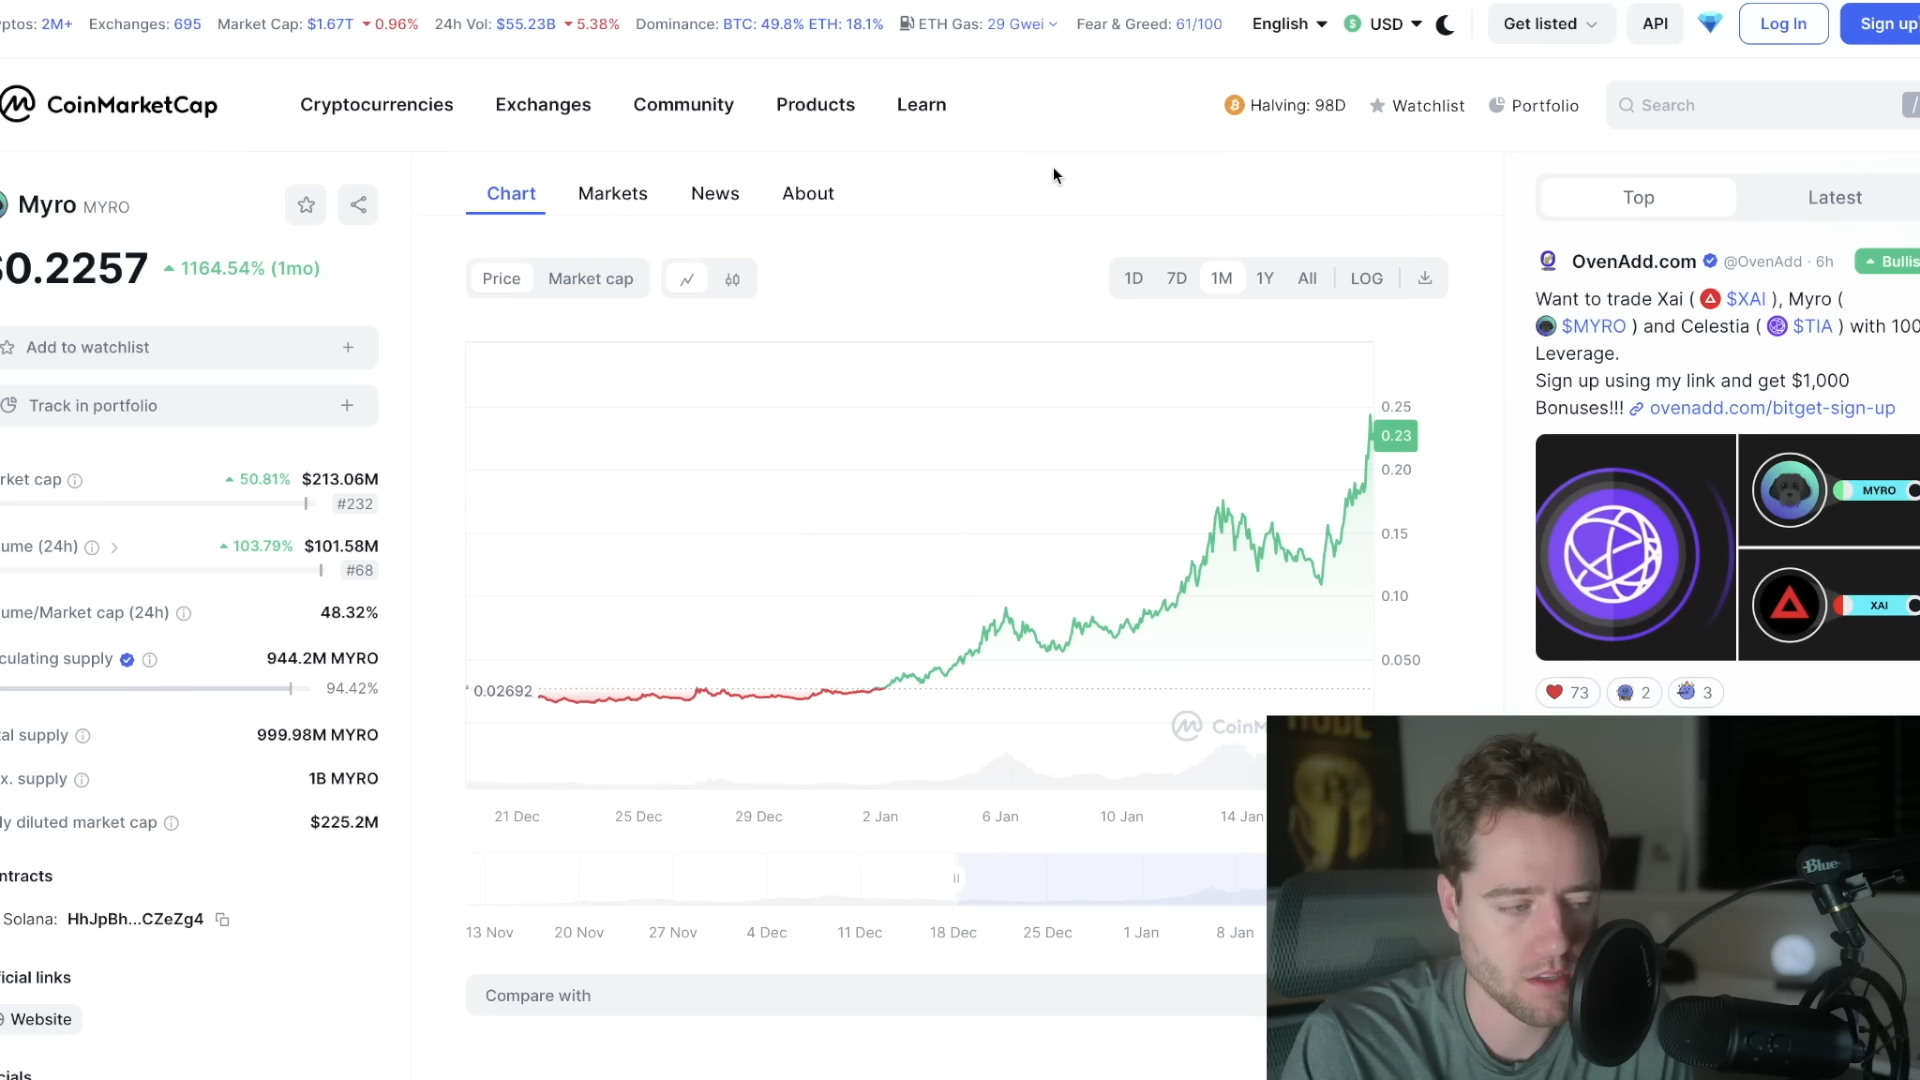 ptos: 2M+ Exchanges: 695 Market Cap: $1.67T 0.96% 24h Vol: $55.23B 5.38% Dominance: BTC: 49.8% ETH: 18.1% ETH Gas: 29 Gwei Fear & Greed: 61/100 English USD Get listed API Log In Sign up
CoinMarketCap Cryptocurrencies Exchanges Community Products Learn Halving: 98D Watchlist Portfolio Search /
Myro MYRO
$0.2257 1164.54% (1mo)
Add to watchlist +
Track in portfolio +
rket cap 50.81% $213.06M
#232
ume (24h) 103.79% $101.58M
#68
ume/Market cap (24h) 48.32%
culating supply 944.2M MYRO
94.42%
al supply 999.98M MYRO
x. supply 1B MYRO
ly diluted market cap $225.2M
ntracts
Solana: HhJpBh...CZeZg4
icial links
Website
cials
Chart Markets News About
Price Market cap 1D 7D 1M 1Y All LOG
0.25
0.23
0.20
0.15
0.10
0.050
0.02692
CoinM
21 Dec 25 Dec 29 Dec 2 Jan 6 Jan 10 Jan 14 Jan
13 Nov 20 Nov 27 Nov 4 Dec 11 Dec 18 Dec 25 Dec 1 Jan 8 Jan
Compare with
Top Latest
OvenAdd.com @OvenAdd · 6h Bullis
Want to trade Xai ( $XAI ), Myro (
$MYRO ) and Celestia ( $TIA ) with 100
Leverage.
Sign up using my link and get $1,000
Bonuses!!! ovenadd.com/bitget-sign-up
MYRO
XAI
73 2 3
HODL
Blue